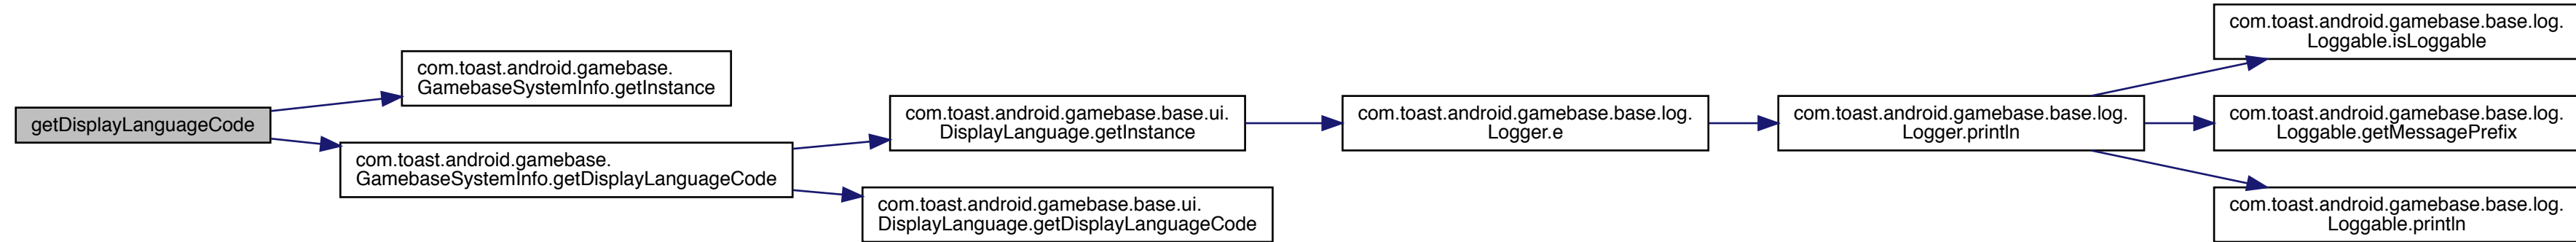 getDisplayLanguageCode
com.toast.android.gamebase.
GamebaseSystemInfo.getInstance
com.toast.android.gamebase.
GamebaseSystemInfo.getDisplayLanguageCode
com.toast.android.gamebase.base.ui.
DisplayLanguage.getInstance
com.toast.android.gamebase.base.ui.
DisplayLanguage.getDisplayLanguageCode
com.toast.android.gamebase.base.log.
Logger.e
com.toast.android.gamebase.base.log.
Logger.println
com.toast.android.gamebase.base.log.
Loggable.isLoggable
com.toast.android.gamebase.base.log.
Loggable.getMessagePrefix
com.toast.android.gamebase.base.log.
Loggable.println